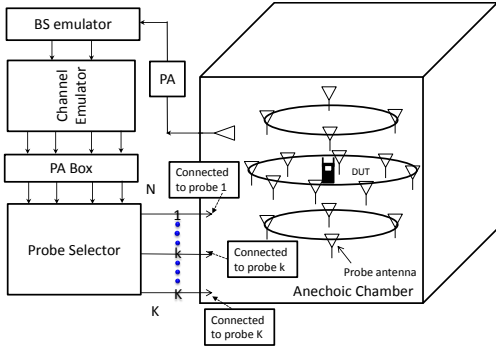 BS emulator
PA
Channel
Emulator
PA Box
N
Connected
to probe 1
DUT
1
Probe Selector
k
Connected
to probe k
Probe antenna
K
Anechoic Chamber
K
Connected
to probe K